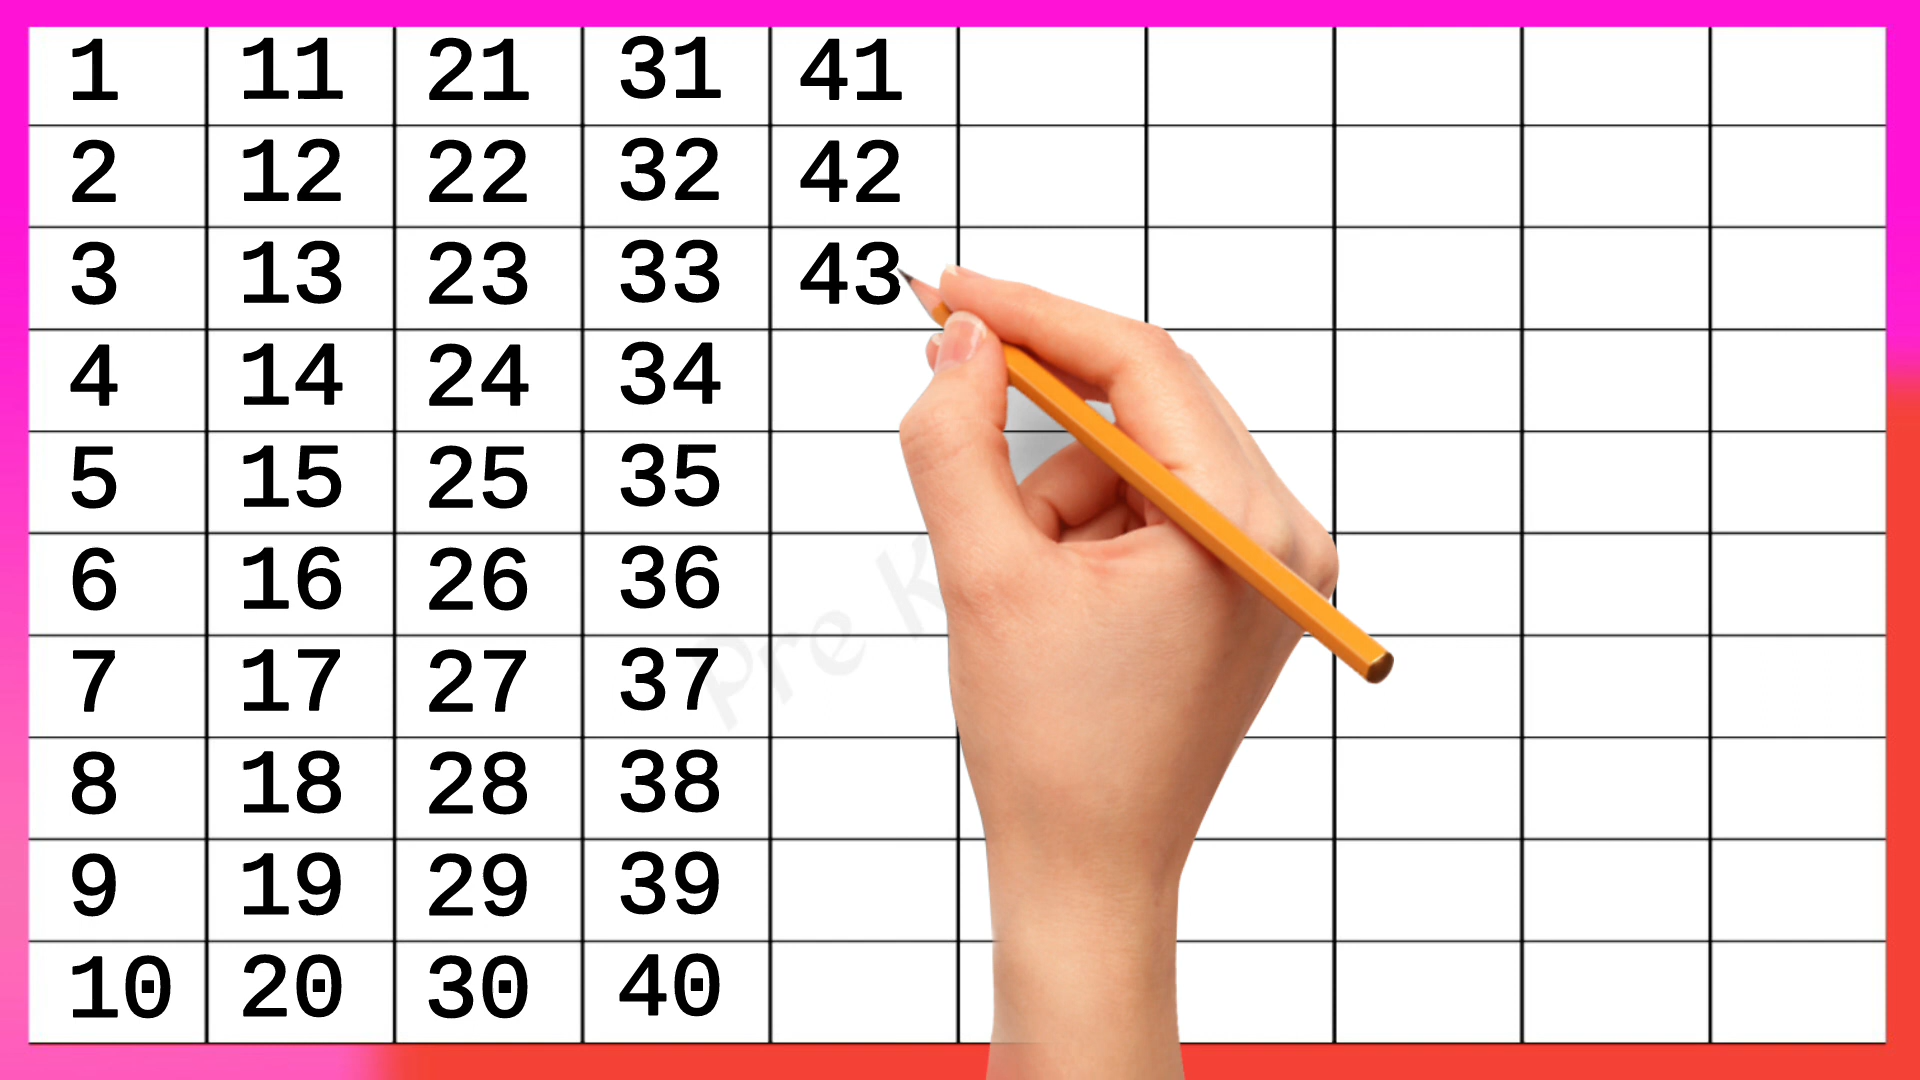 1 11 21 31 41
2 12 22 32 42
3 13 23 33 43
4 14 24 34
5 15 25 35
6 16 26 36
7 17 27 37
8 18 28 38
9 19 29 39
10 20 30 40
Pre K